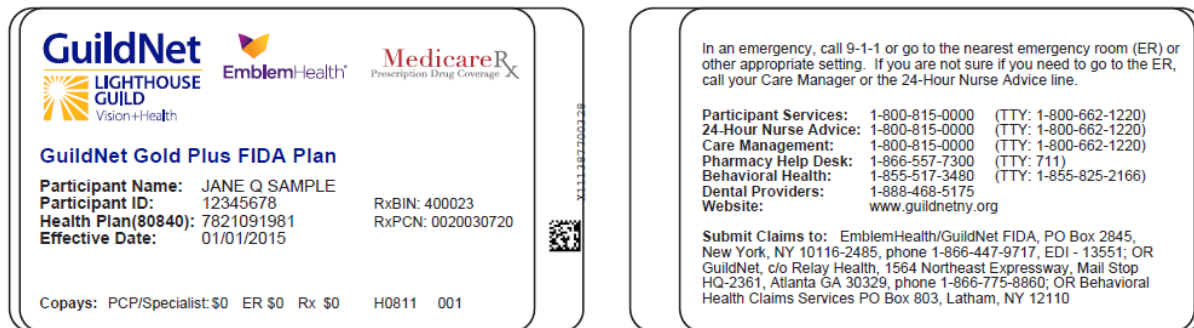 GuildNet
LIGHTHOUSE
GUILD
Vision+Health
EmblemHealth®
MedicareRx
Prescription Drug Coverage
GuildNet Gold Plus FIDA Plan
Participant Name: JANE Q SAMPLE
Participant ID: 12345678 RxBIN: 400023
Health Plan(80840): 7821091981 RxPCN: 0020030720
Effective Date: 01/01/2015
Copays: PCP/Specialist:$0 ER $0 Rx $0 H0811 001
In an emergency, call 9-1-1 or go to the nearest emergency room (ER) or
other appropriate setting. If you are not sure if you need to go to the ER,
call your Care Manager or the 24-Hour Nurse Advice line.
Participant Services: 1-800-815-0000 (TTY: 1-800-662-1220)
24-Hour Nurse Advice: 1-800-815-0000 (TTY: 1-800-662-1220)
Care Management: 1-800-815-0000 (TTY: 1-800-662-1220)
Pharmacy Help Desk: 1-866-557-7300 (TTY: 711)
Behavioral Health: 1-855-517-3480 (TTY: 1-855-825-2166)
Dental Providers: 1-888-468-5175
Website: www.guildnetny.org
Submit Claims to: EmblemHealth/GuildNet FIDA, PO Box 2845,
New York, NY 10116-2485, phone 1-866-447-9717, EDI - 13551; OR
GuildNet, c/o Relay Health, 1564 Northeast Expressway, Mail Stop
HQ-2361, Atlanta GA 30329, phone 1-866-775-8860; OR Behavioral
Health Claims Services PO Box 803, Latham, NY 12110